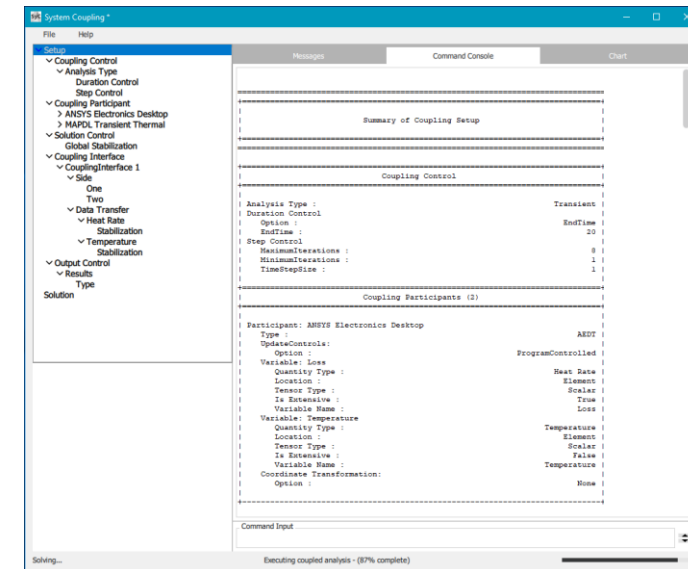 System Coupling *
File Help
Setup
Coupling Control
Analysis Type
Duration Control
Step Control
Coupling Participant
ANSYS Electronics Desktop
MAPDL Transient Thermal
Solution Control
Global Stabilization
Coupling Interface
CouplingInterface 1
Side
One
Two
Data Transfer
Heat Rate
Stabilization
Temperature
Stabilization
Output Control
Results
Type
Solution
Messages Command Console Chart
Summary of Coupling Setup
Coupling Control
Analysis Type : Transient
Duration Control
Option : EndTime
EndTime : 20
Step Control
MaximumIterations : 8
MinimumIterations : 1
TimeStepSize : 1
Coupling Participants (2)
Participant: ANSYS Electronics Desktop
Type : AEDT
UpdateControls:
Option : ProgramControlled
Variable: Loss
Quantity Type : Heat Rate
Location : Element
Tensor Type : Scalar
Is Extensive : True
Variable Name : Loss
Variable: Temperature
Quantity Type : Temperature
Location : Element
Tensor Type : Scalar
Is Extensive : False
Variable Name : Temperature
Coordinate Transformation:
Option : None
Command Input
Solving... Executing coupled analysis - (87% complete)